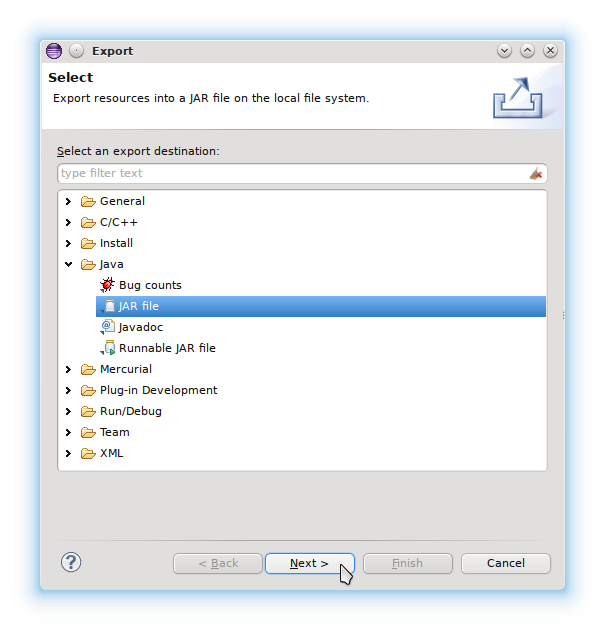 Export
Select
Export resources into a JAR file on the local file system.
Select an export destination:
type filter text
General
C/C++
Install
Java
Bug counts
JAR file
Javadoc
Runnable JAR file
Mercurial
Plug-in Development
Run/Debug
Team
XML
< Back Next > Finish Cancel